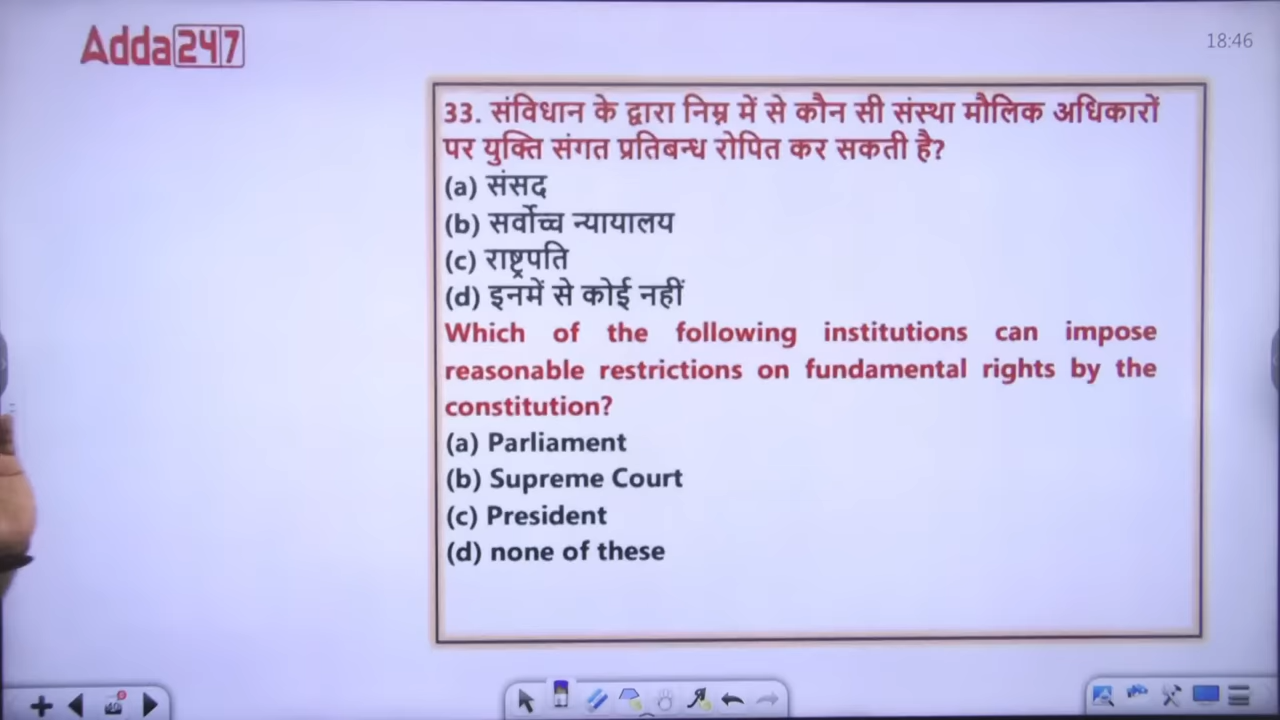 Adda247
18:46
33. संविधान के द्वारा निम्न में से कौन सी संस्था मौलिक अधिकारों
पर युक्ति संगत प्रतिबन्ध रोपित कर सकती है?
(a) संसद
(b) सर्वोच्च न्यायालय
(c) राष्ट्रपति
(d) इनमें से कोई नहीं
Which of the following institutions can impose
reasonable restrictions on fundamental rights by the
constitution?
(a) Parliament
(b) Supreme Court
(c) President
(d) none of these